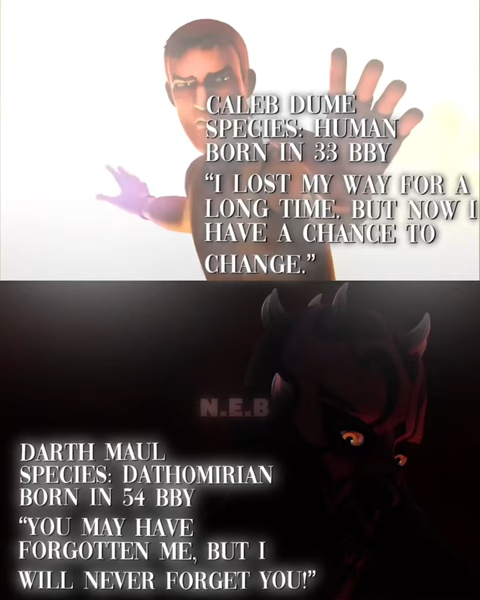 CALEB DUME
SPECIES: HUMAN
BORN IN 33 BBY
“I LOST MY WAY FOR A
LONG TIME. BUT NOW I
HAVE A CHANCE TO
CHANGE.”
N.E.B
DARTH MAUL
SPECIES: DATHOMIRIAN
BORN IN 54 BBY
“YOU MAY HAVE
FORGOTTEN ME, BUT I
WILL NEVER FORGET YOU!”